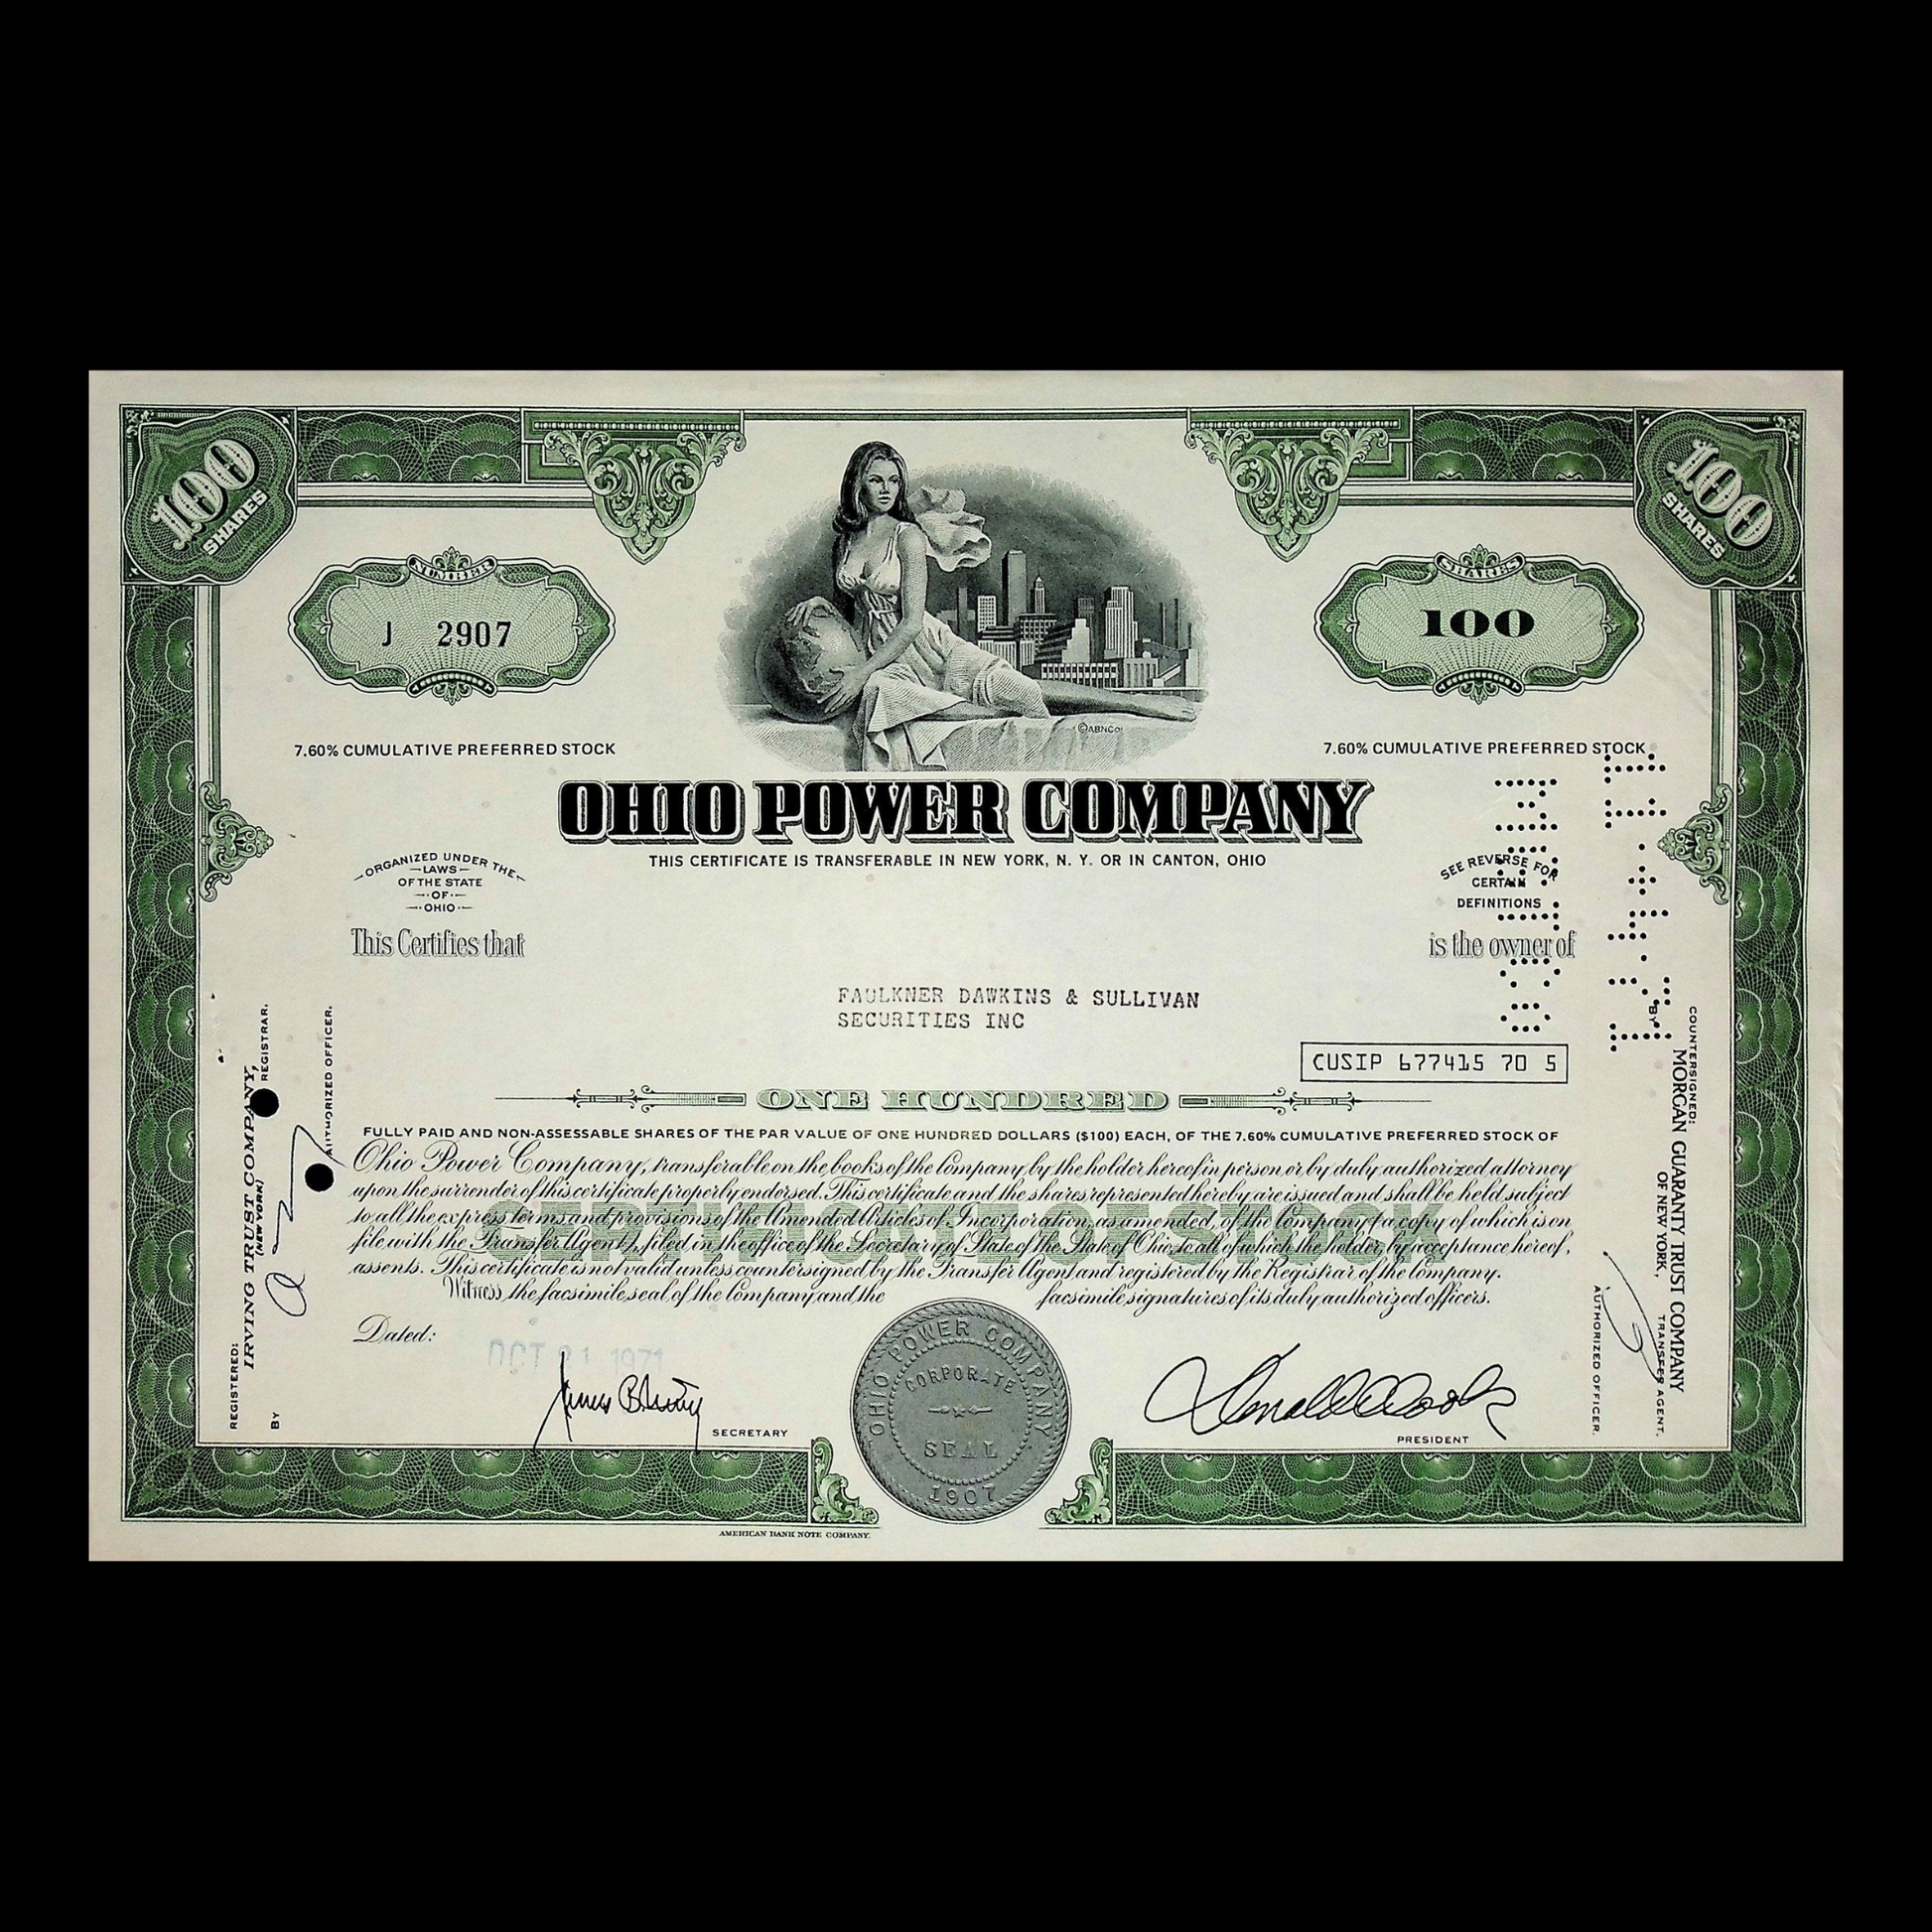 100
SHARES
100
SHARES
NUMBER
J 2907
SHARES
100
©ABNCo
7.60% CUMULATIVE PREFERRED STOCK
7.60% CUMULATIVE PREFERRED STOCK
OHIO POWER COMPANY
THIS CERTIFICATE IS TRANSFERABLE IN NEW YORK, N. Y. OR IN CANTON, OHIO
ORGANIZED UNDER THE
LAWS
OF THE STATE
OF
OHIO
SEE REVERSE FOR
CERTAIN
DEFINITIONS
This Certifies that
is the owner of
FAULKNER DAWKINS & SULLIVAN
SECURITIES INC
CUSIP 677415 70 5
ONE HUNDRED
FULLY PAID AND NON-ASSESSABLE SHARES OF THE PAR VALUE OF ONE HUNDRED DOLLARS ($100) EACH, OF THE 7.60% CUMULATIVE PREFERRED STOCK OF
Ohio Power Company, transferable on the books of the Company by the holder hereof in person or by duly authorized attorney
upon the surrender of this certificate properly endorsed. This certificate and the shares represented hereby are issued and shall be held subject
to all the express terms and provisions of the Amended Articles of Incorporation, as amended, of the Company (a copy of which is on
file with the Transfer Agent), filed in the office of the Secretary of State of the State of Ohio, to all of which the holder, by acceptance hereof,
assents. This certificate is not valid unless countersigned by the Transfer Agent and registered by the Registrar of the Company.
CERTIFICATE OF STOCK
Witness, the facsimile seal of the Company and the facsimile signatures of its duly authorized officers.
Dated:
OCT 21 1971
SECRETARY
PRESIDENT
OHIO POWER COMPANY
CORPORATE
SEAL
1907
REGISTERED:
IRVING TRUST COMPANY,
(NEW YORK)
REGISTRAR.
BY
AUTHORIZED OFFICER.
COUNTERSIGNED:
MORGAN GUARANTY TRUST COMPANY
OF NEW YORK,
TRANSFER AGENT.
BY
AUTHORIZED OFFICER.
AMERICAN BANK NOTE COMPANY.